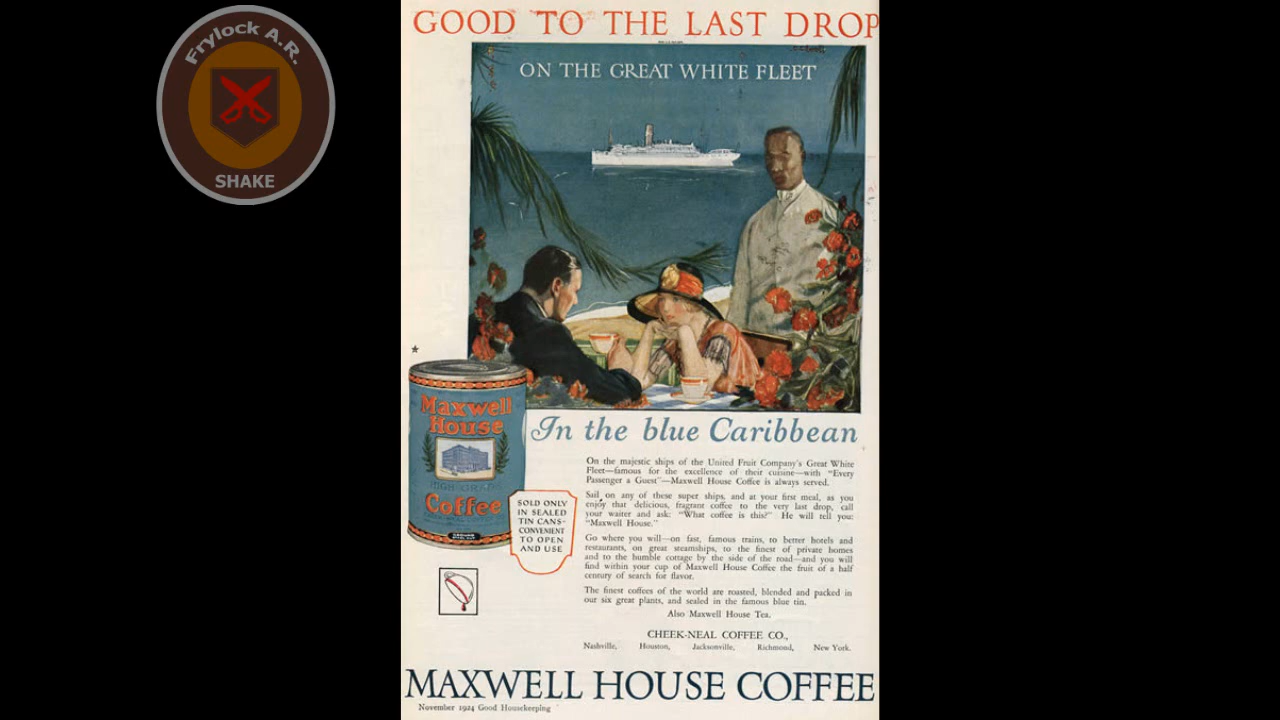 Frylock A.R.
SHAKE
GOOD TO THE LAST DROP
ON THE GREAT WHITE FLEET
Maxwell
House
HIGH GRADE
Coffee
SOLD ONLY
IN SEALED
TIN CANS-
CONVENIENT
TO OPEN
AND USE
In the blue Caribbean
On the majestic ships of the United Fruit Company's Great White
Fleet—famous for the excellence of their cuisine—with "Every
Passenger a Guest"—Maxwell House Coffee is always served.
Sail on any of these super ships, and at your first meal, as you
enjoy that delicious, fragrant coffee to the very last drop, call
your waiter and ask: "What coffee is this?" He will tell you:
"Maxwell House."
Go where you will—on fast, famous trains, to better hotels and
restaurants, on great steamships, to the finest of private homes
and to the humble cottage by the side of the road—and you will
find within your cup of Maxwell House Coffee the fruit of a half
century of search for flavor.
The finest coffees of the world are roasted, blended and packed in
our six great plants, and sealed in the famous blue tin.
Also Maxwell House Tea.
CHEEK-NEAL COFFEE CO.,
Nashville, Houston, Jacksonville, Richmond, New York.
MAXWELL HOUSE COFFEE
November 1924 Good Housekeeping